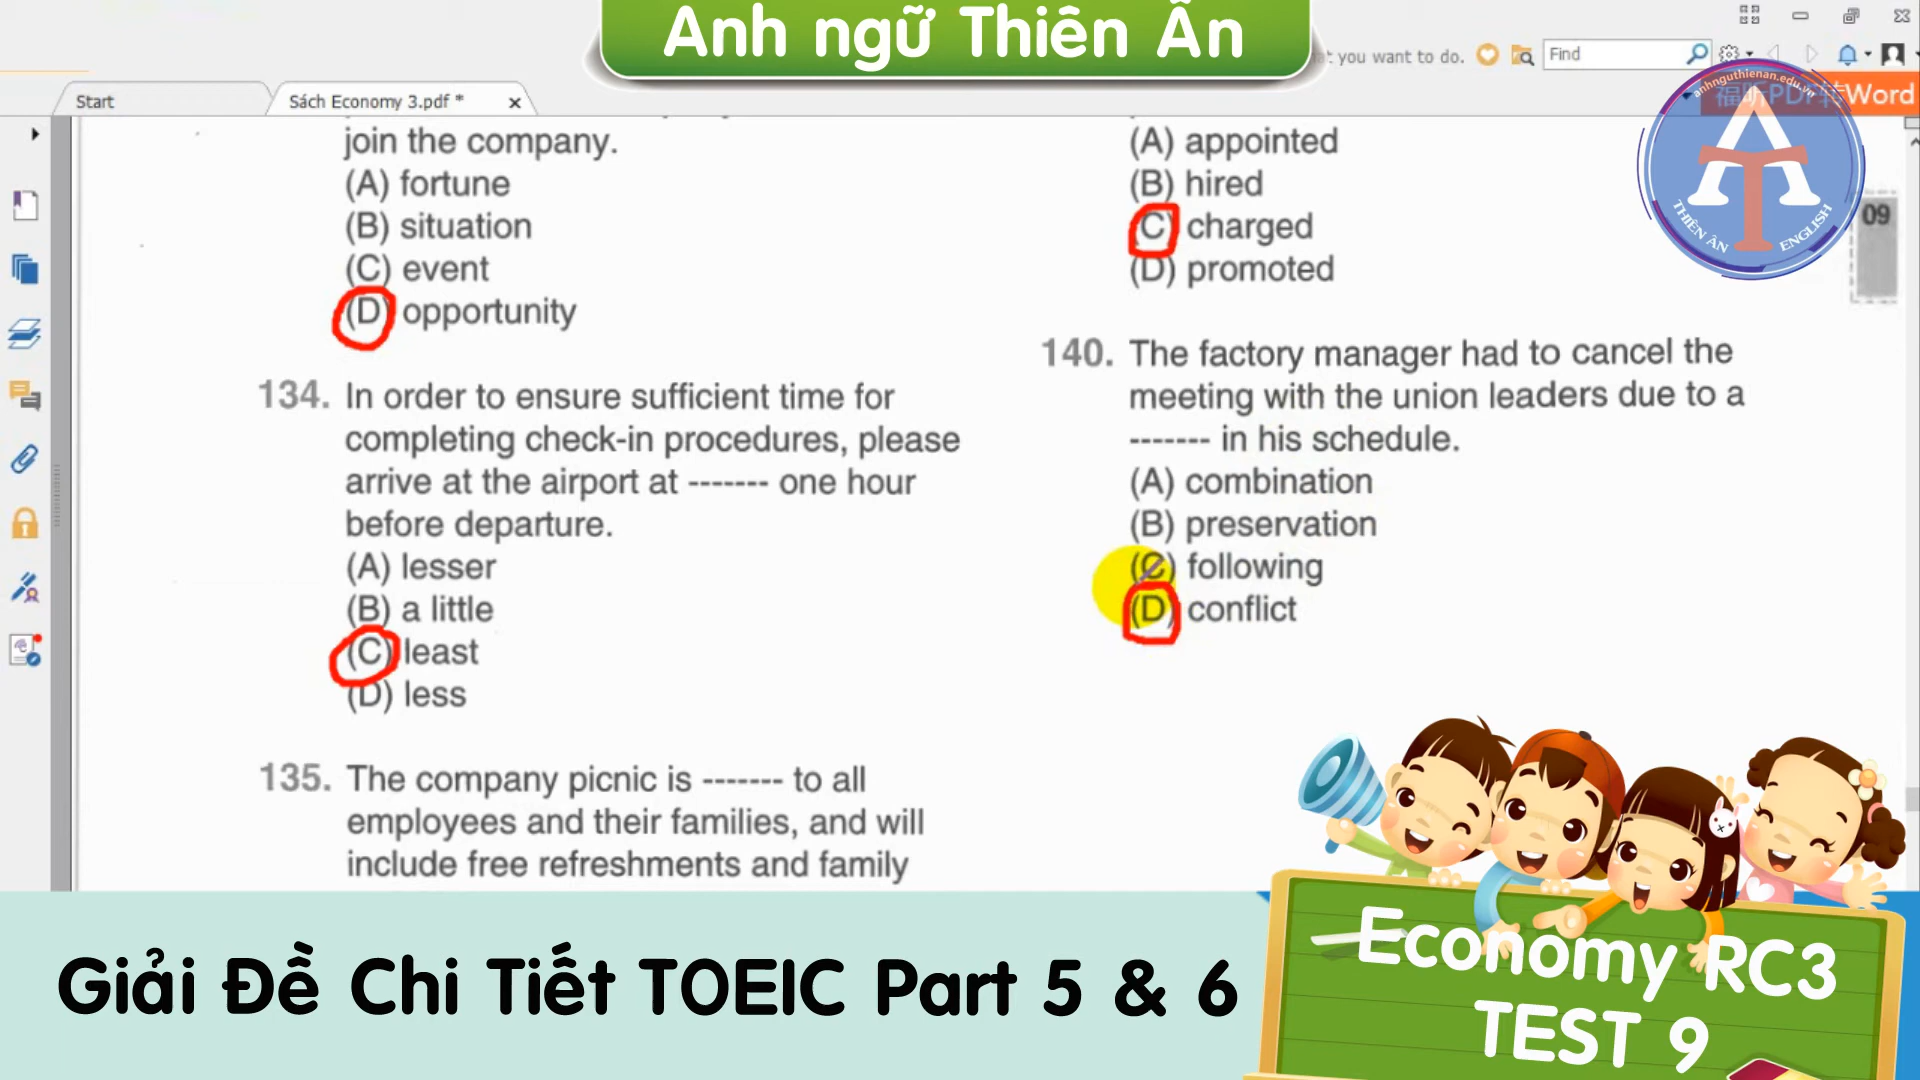 Anh ngữ Thiên Ân
you want to do.
Find
Start
Sách Economy 3.pdf *
Word
anhnguthienan.edu.vn
THIÊN ÂN ENGLISH
09
join the company.
(A) fortune
(B) situation
(C) event
(D) opportunity
134. In order to ensure sufficient time for
completing check-in procedures, please
arrive at the airport at ------- one hour
before departure.
(A) lesser
(B) a little
(C) least
(D) less
135. The company picnic is ------- to all
employees and their families, and will
include free refreshments and family
(A) appointed
(B) hired
(C) charged
(D) promoted
140. The factory manager had to cancel the
meeting with the union leaders due to a
------- in his schedule.
(A) combination
(B) preservation
(C) following
(D) conflict
Giải Đề Chi Tiết TOEIC Part 5 & 6
Economy RC3
TEST 9